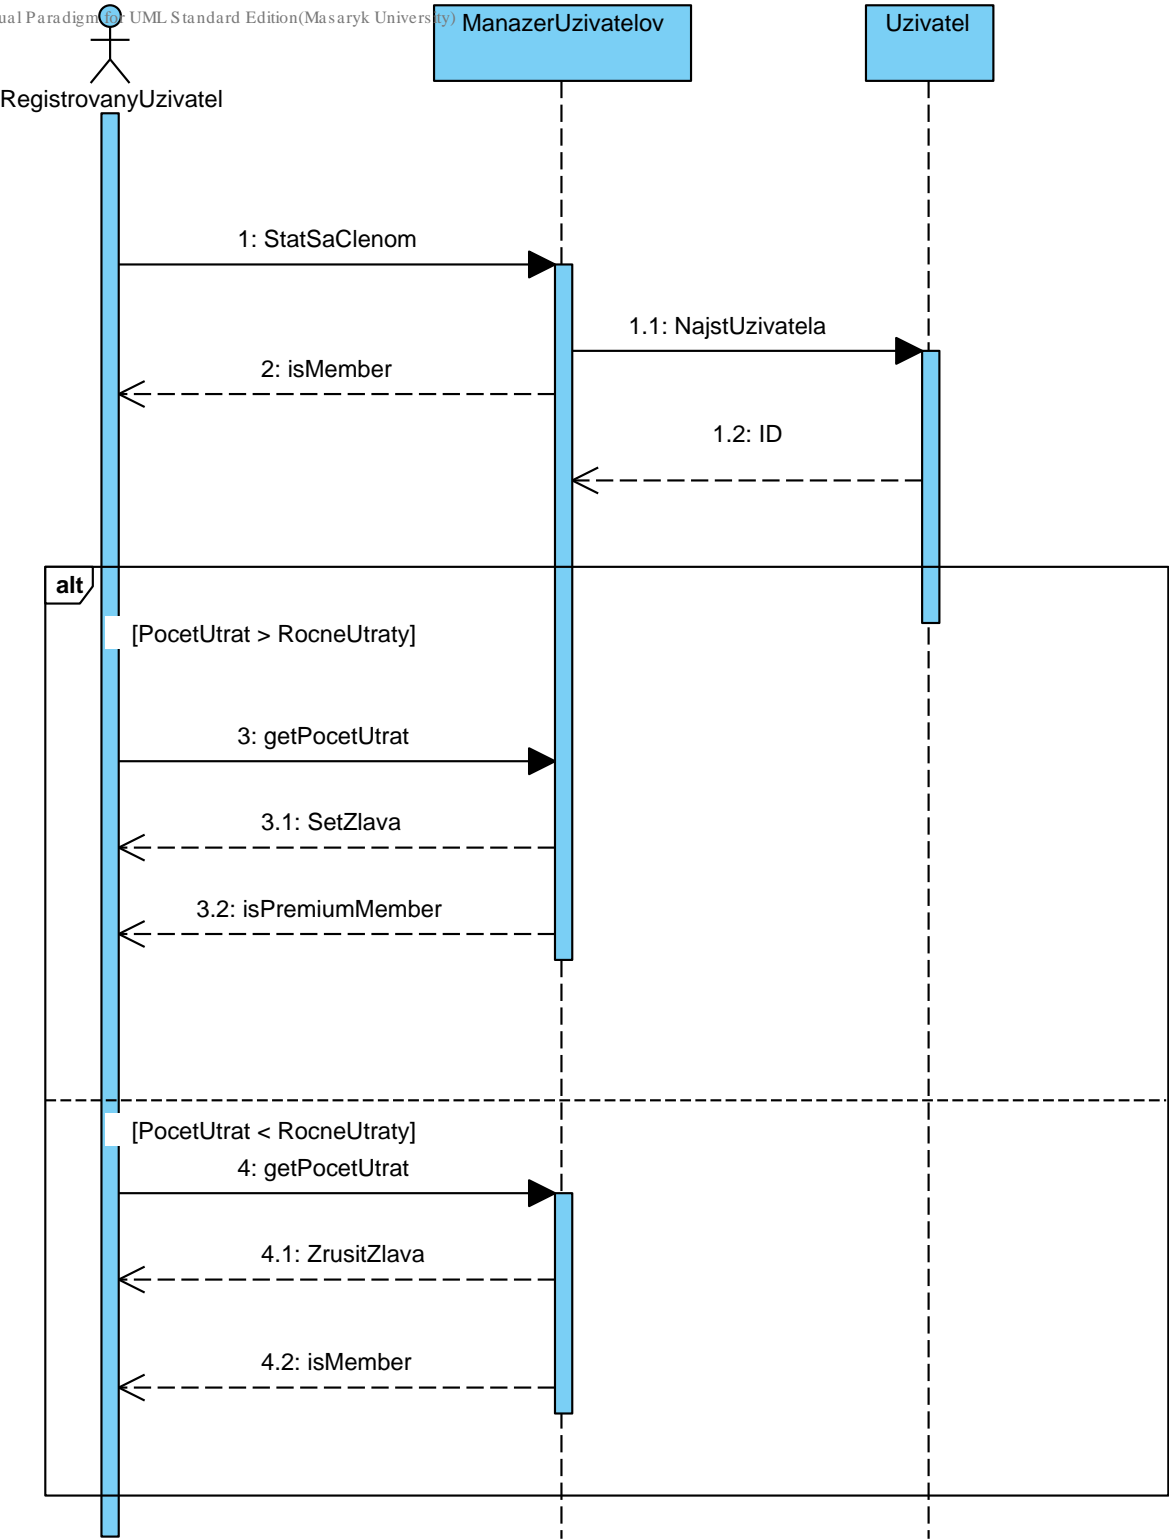 ual Paradigm for UML Standard Edition(Masaryk University)
ManazerUzivatelov
Uzivatel
RegistrovanyUzivatel
1: StatSaClenom
1.1: NajstUzivatela
2: isMember
1.2: ID
alt
[PocetUtrat > RocneUtraty]
3: getPocetUtrat
3.1: SetZlava
3.2: isPremiumMember
[PocetUtrat < RocneUtraty]
4: getPocetUtrat
4.1: ZrusitZlava
4.2: isMember